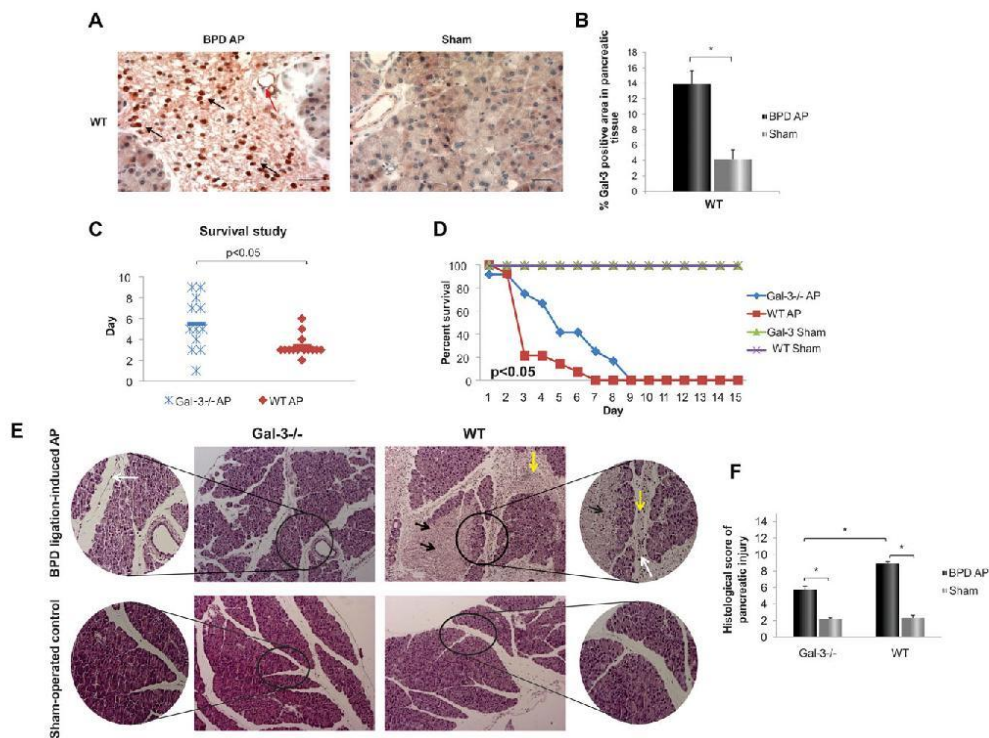 A
BPD AP
Sham
WT
B
% Gal-3 positive area in pancreatic
tissue
18
16
14
12
10
8
6
4
2
0
*
WT
BPD AP
Sham
C
Survival study
p<0.05
Day
10
8
6
4
2
0
Gal-3-/-AP
WT AP
D
Percent survival
100
80
60
40
20
0
p<0.05
1 2 3 4 5 6 7 8 9 10 11 12 13 14 15
Day
Gal-3-/- AP
WT AP
Gal-3 Sham
WT Sham
E
Gal-3-/-
WT
BPD ligation-induced AP
Sham-operated control
F
Histological score of
pancreatic injury
14
12
10
8
6
4
2
0
*
*
*
Gal-3-/-
WT
BPD AP
Sham